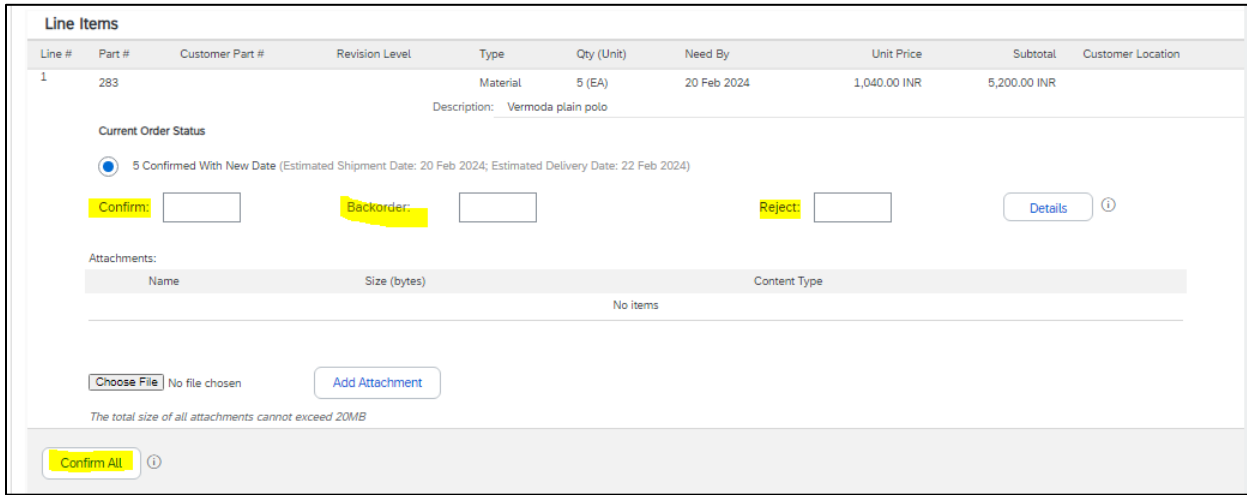 Line Items
Line # Part # Customer Part # Revision Level Type Qty (Unit) Need By Unit Price Subtotal Customer Location
1 283 Material 5 (EA) 20 Feb 2024 1,040.00 INR 5,200.00 INR
Description: Vermoda plain polo
Current Order Status
5 Confirmed With New Date (Estimated Shipment Date: 20 Feb 2024; Estimated Delivery Date: 22 Feb 2024)
Confirm: Backorder: Reject: Details i
Attachments:
Name Size (bytes) Content Type
No items
Choose File No file chosen Add Attachment
The total size of all attachments cannot exceed 20MB
Confirm All i